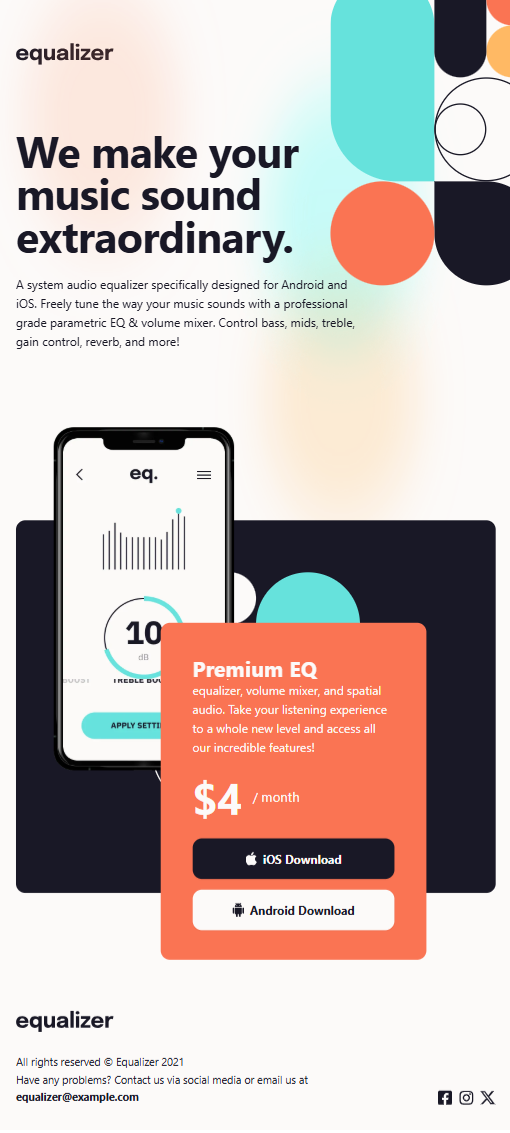 equalizer
We make your
music sound
extraordinary.
A system audio equalizer specifically designed for Android and
iOS. Freely tune the way your music sounds with a professional
grade parametric EQ & volume mixer. Control bass, mids, treble,
gain control, reverb, and more!
eq.
10
dB
BOOST TREBLE
APPLY
Premium EQ
equalizer, volume mixer, and spatial
audio. Take your listening experience
to a whole new level and access all
our incredible features!
$4 / month
iOS Download
Android Download
equalizer
All rights reserved © Equalizer 2021
Have any problems? Contact us via social media or email us at
equalizer@example.com